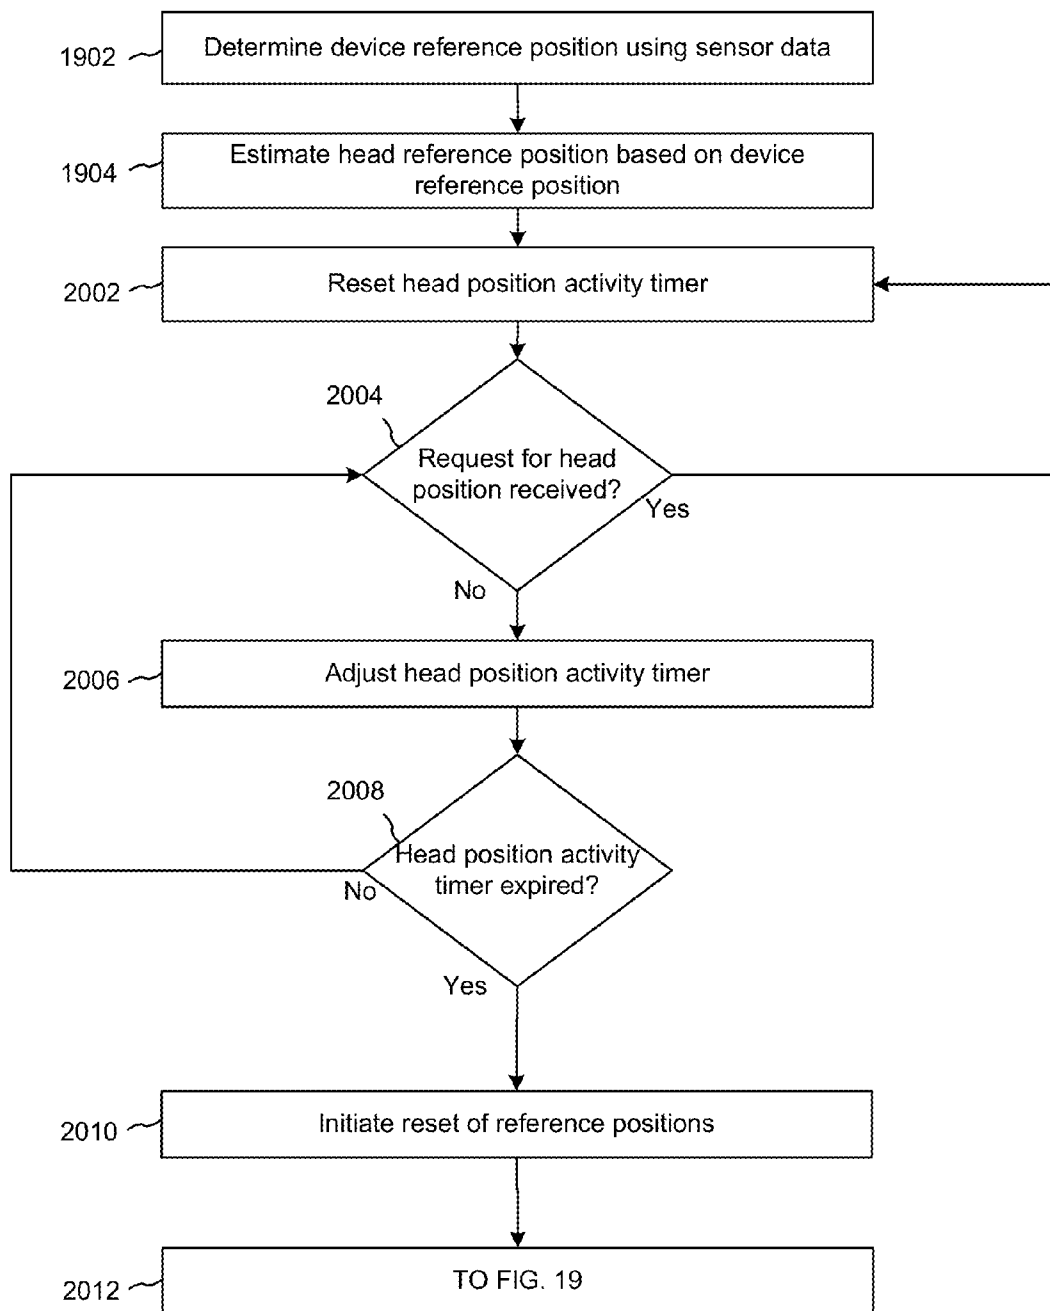 1902
Determine device reference position using sensor data
1904
Estimate head reference position based on device
reference position
2002
Reset head position activity timer
2004
Request for head
position received?
Yes
No
2006
Adjust head position activity timer
2008
Head position activity
timer expired?
No
Yes
2010
Initiate reset of reference positions
2012
TO FIG. 19